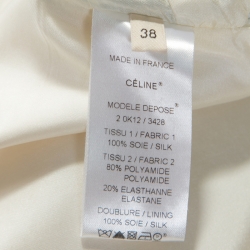 38
MADE IN FRANCE
CÉLINE®
MODELE DEPOSE*
2 0K12 / 3428
TISSU 1 / FABRIC 1
100% SOIE / SILK
TISSU 2 / FABRIC 2
80% POLYAMIDE
POLYAMIDE
20% ELASTHANNE
ELASTANE
DOUBLURE / LINING
100% SOIE / SILK